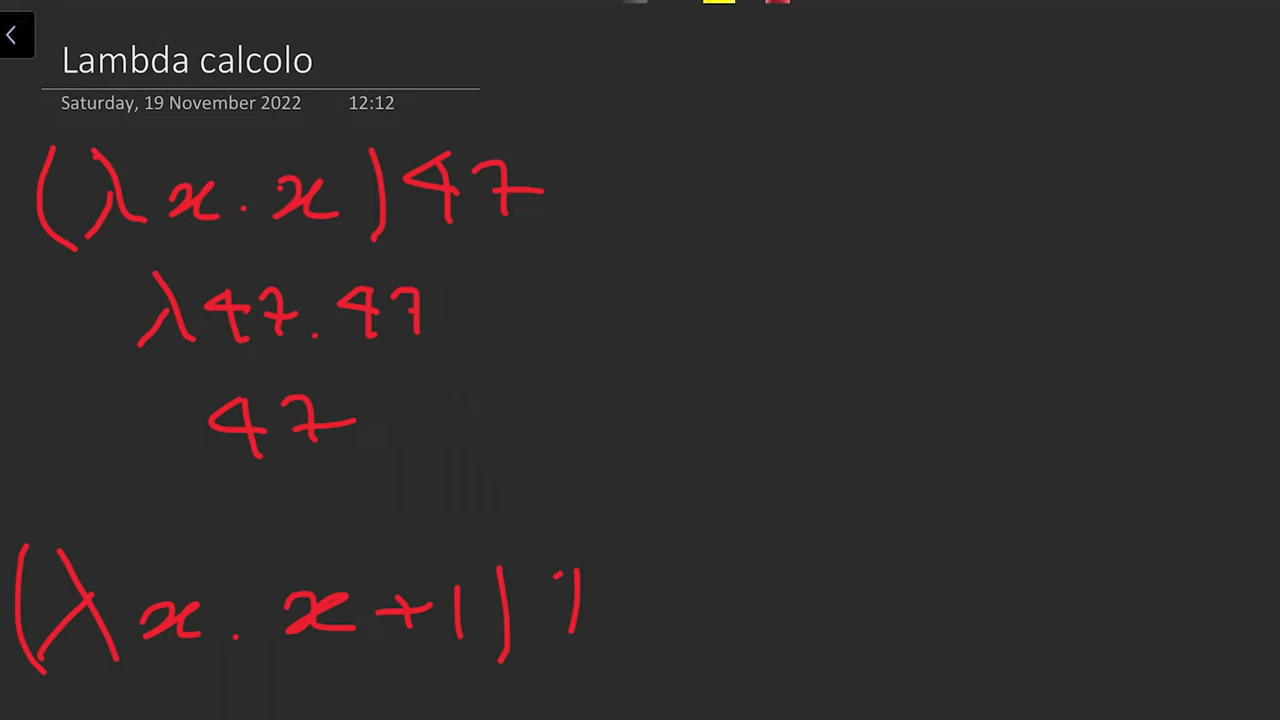 Lambda calcolo
Saturday, 19 November 2022 12:12
(λx.x)47
λ47.47
47
(λx.x+1)